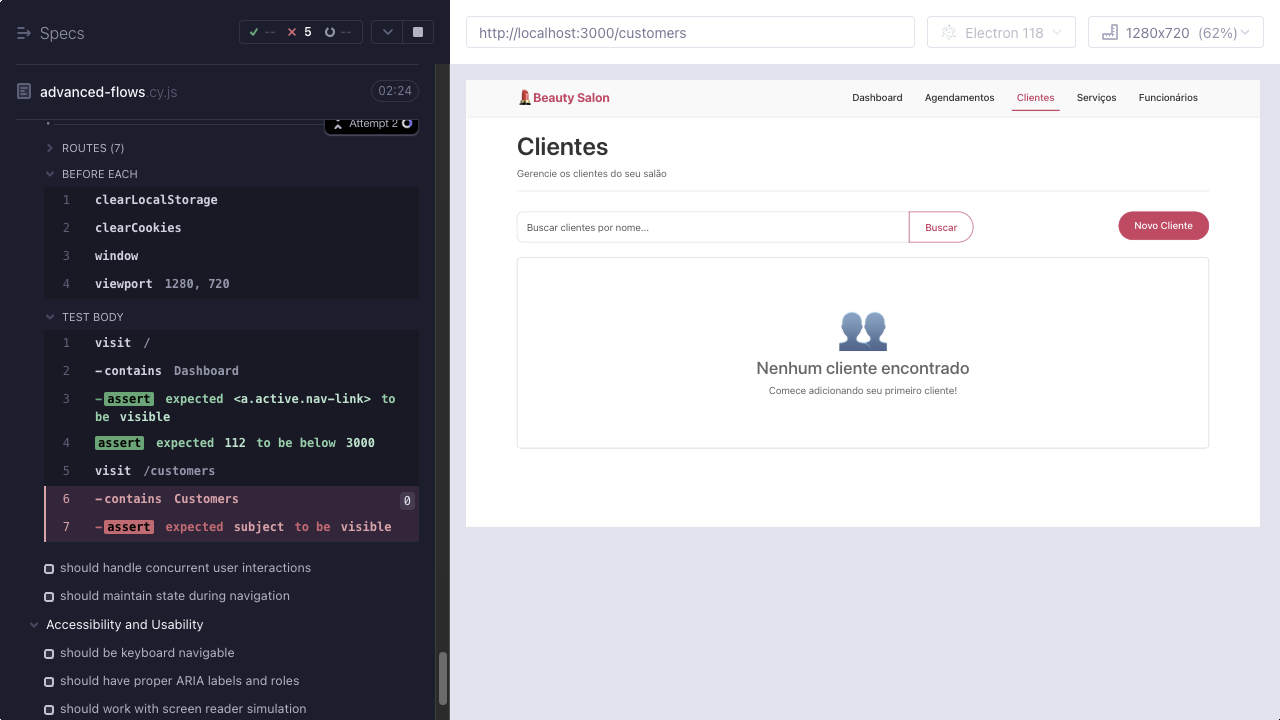 Specs
-- 5 --
advanced-flows.cy.js
02:24
Attempt 2
ROUTES (7)
BEFORE EACH
1 clearLocalStorage
2 clearCookies
3 window
4 viewport 1280, 720
TEST BODY
1 visit /
2 -contains Dashboard
3 -assert expected <a.active.nav-link> to
be visible
4 assert expected 112 to be below 3000
5 visit /customers
6 -contains Customers 0
7 -assert expected subject to be visible
should handle concurrent user interactions
should maintain state during navigation
Accessibility and Usability
should be keyboard navigable
should have proper ARIA labels and roles
should work with screen reader simulation
http://localhost:3000/customers
Electron 118
1280x720 (62%)
Beauty Salon
Dashboard Agendamentos Clientes Serviços Funcionários
Clientes
Gerencie os clientes do seu salão
Buscar clientes por nome... Buscar Novo Cliente
Nenhum cliente encontrado
Comece adicionando seu primeiro cliente!